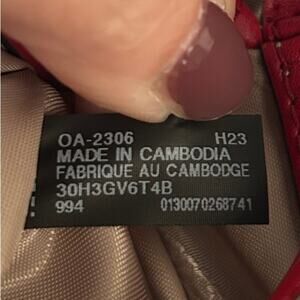 OA-2306 H23
MADE IN CAMBODIA
FABRIQUE AU CAMBODGE
30H3GV6T4B
994 0130070268741